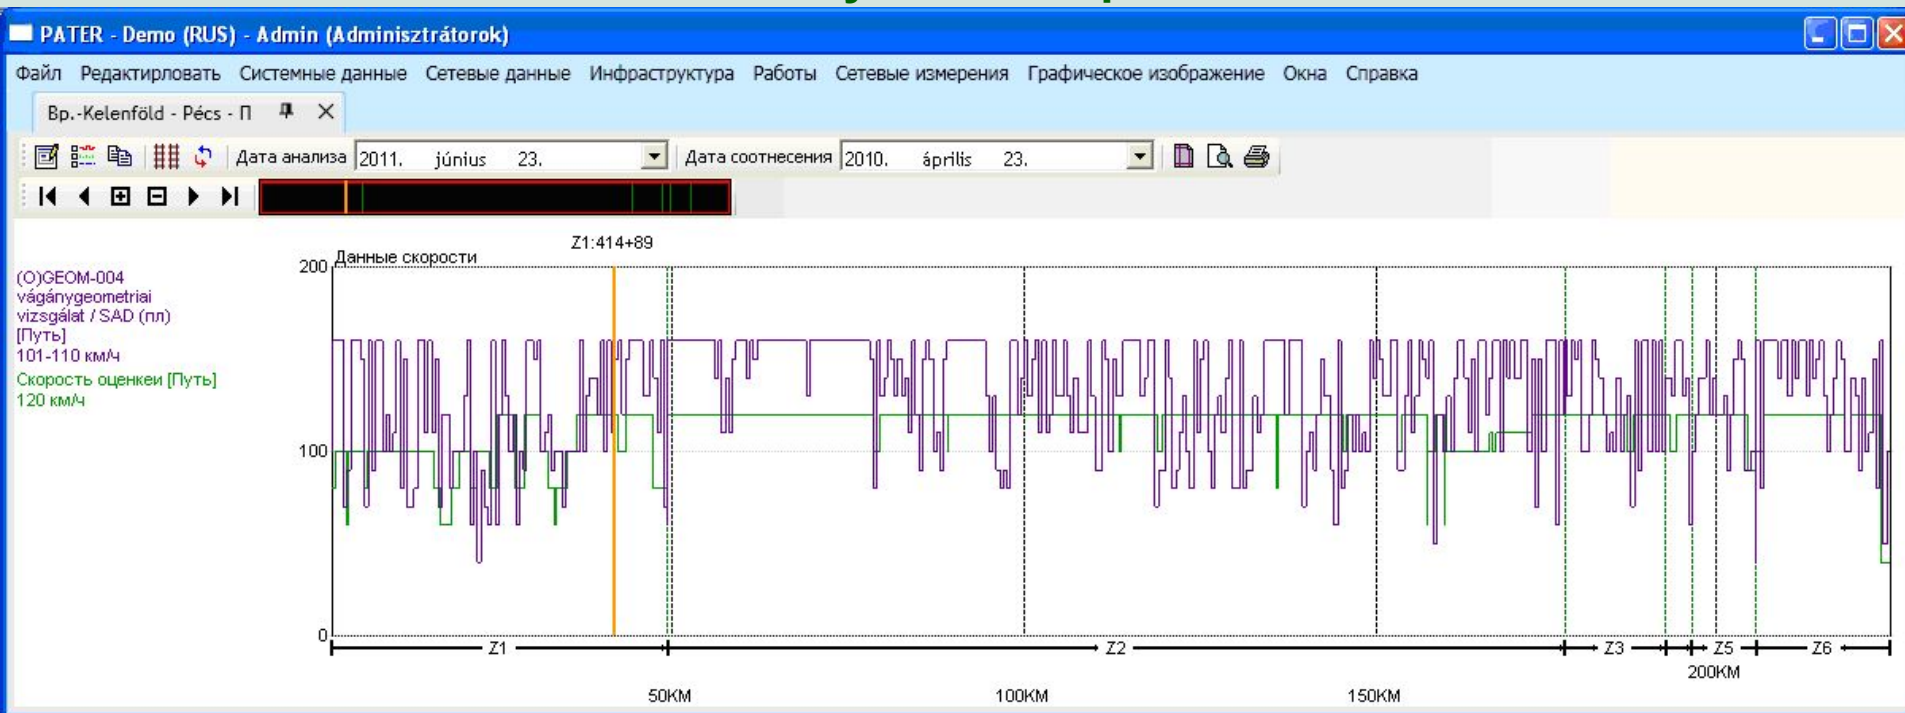 PATER - Demo (RUS) - Admin (Adminisztrátorok)
Файл Редактирловать Системные данные Сетевые данные Инфраструктура Работы Сетевые измерения Графическое изображение Окна Справка
Bp.-Kelenföld - Pécs - П
Дата анализа 2011. június 23. Дата соотнесения 2010. április 23.
Z1:414+89
Данные скорости
(O)GEOM-004
vágánygeometriai
vizsgálat / SAD (пл)
[Путь]
101-110 км/ч
Скорость оценкеи [Путь]
120 км/ч
200
100
0
Z1 Z2 Z3 Z5 Z6
200KM
50KM 100KM 150KM